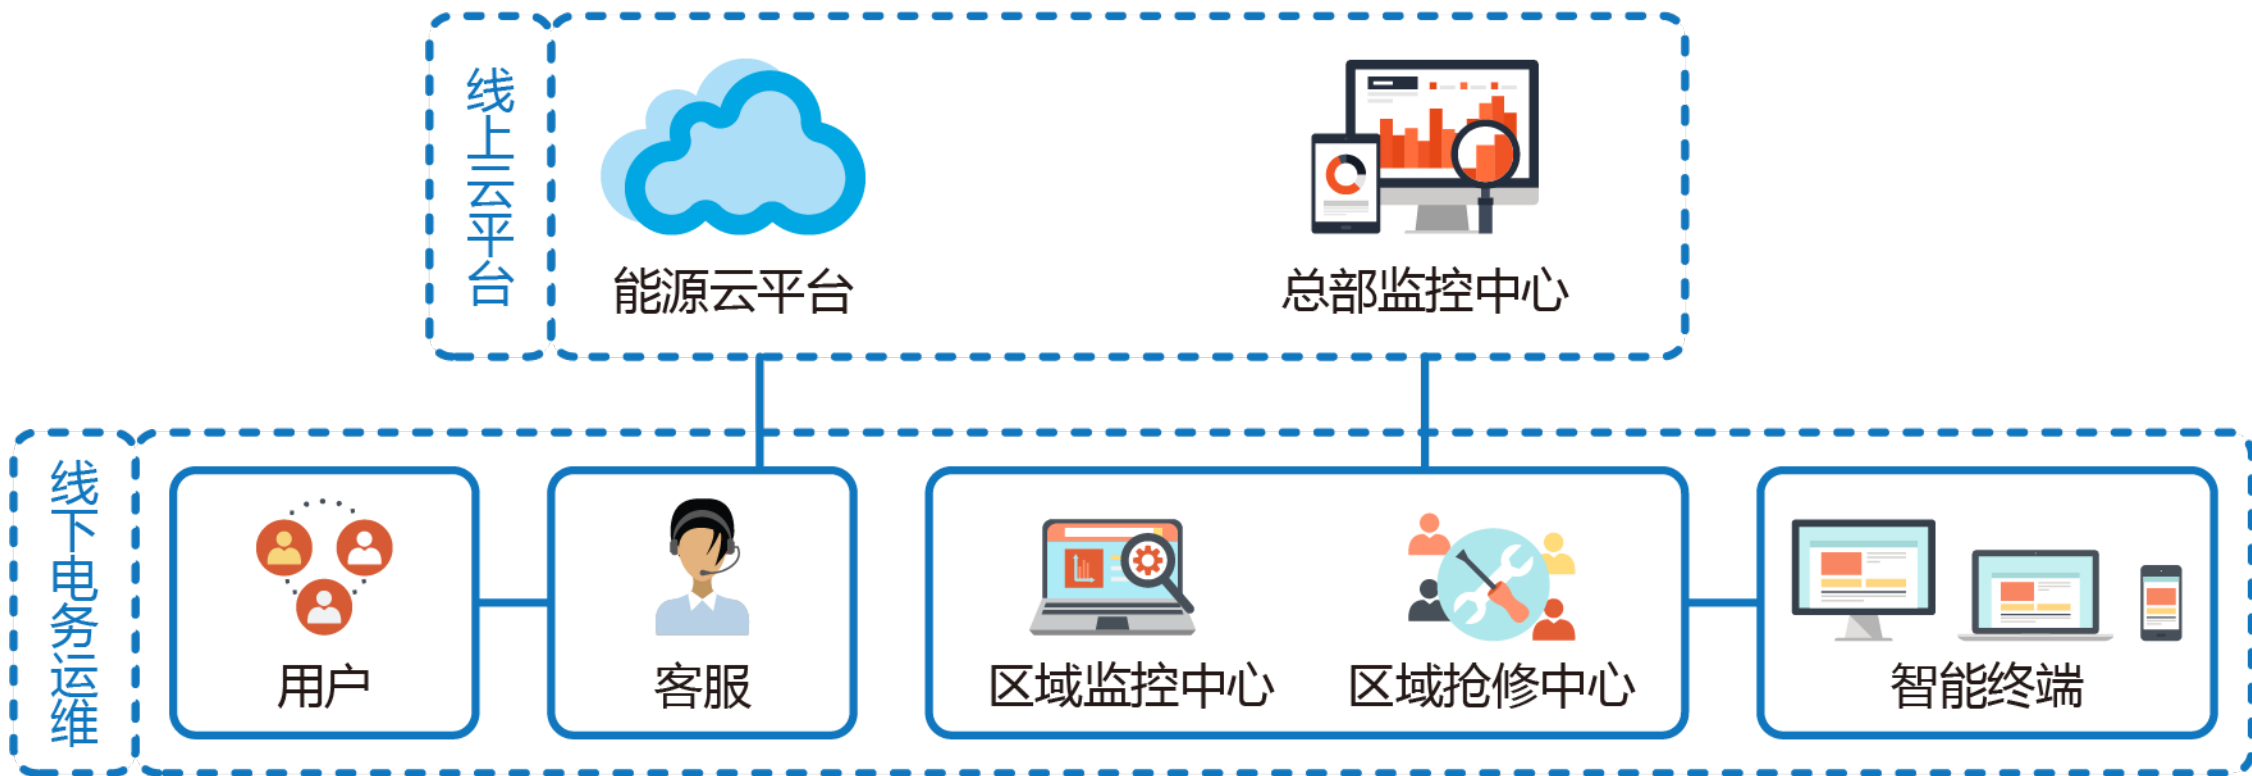 线上云平台
能源云平台
总部监控中心
线下电务运维
用户
客服
区域监控中心
区域抢修中心
智能终端